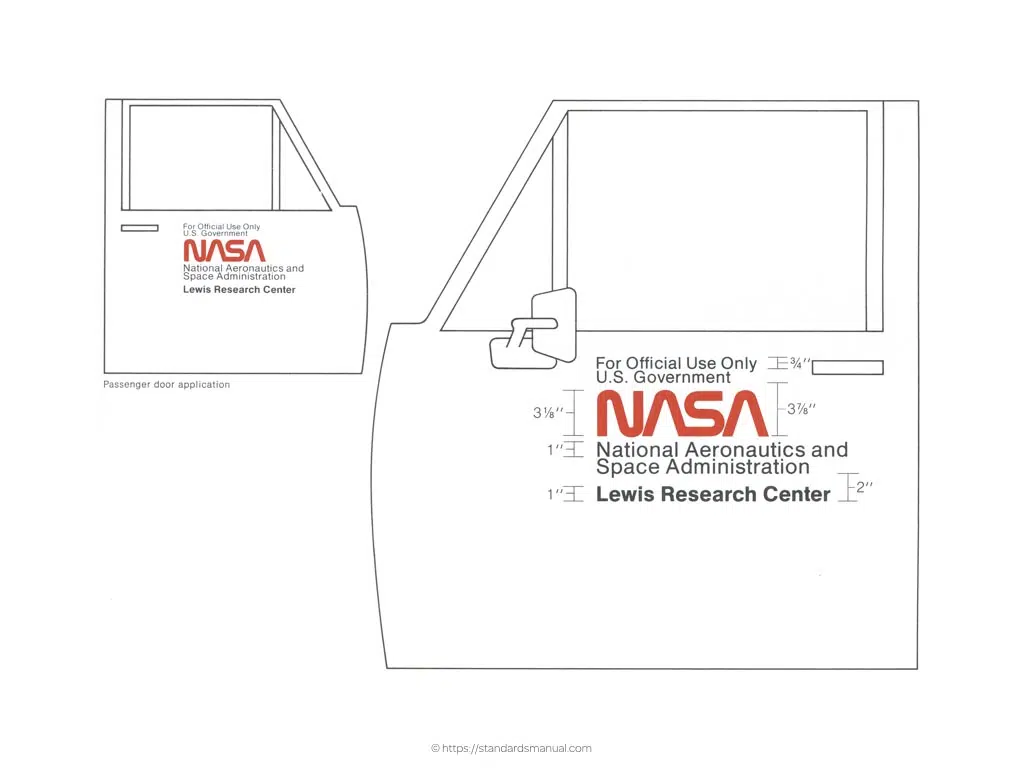 For Official Use Only
U.S. Government
NASA
National Aeronautics and
Space Administration
Lewis Research Center
Passenger door application
For Official Use Only
U.S. Government
NASA
National Aeronautics and
Space Administration
Lewis Research Center
¾″
3⅛″
3⅞″
1″
1″
2″
© https://standardsmanual.com